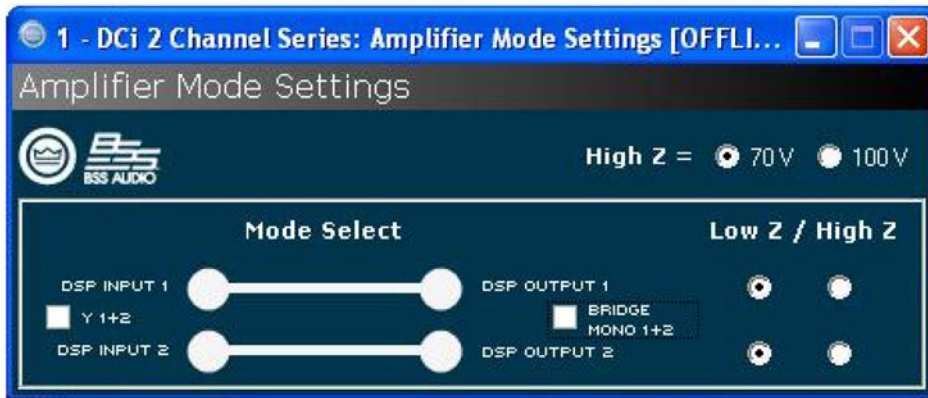 1 - DCi 2 Channel Series: Amplifier Mode Settings [OFFLI...
Amplifier Mode Settings
BSS AUDIO
High Z = 70V 100V
Mode Select
Low Z / High Z
DSP INPUT 1
DSP OUTPUT 1
Y 1+2
BRIDGE
MONO 1+2
DSP INPUT 2
DSP OUTPUT 2